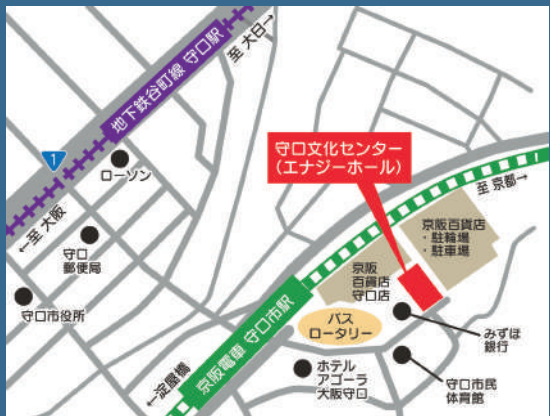 至 大日→
地下鉄谷町線 守口駅
1
ローソン
守口文化センター
(エナジーホール)
至 京都→
←至 大阪
守口
郵便局
京阪百貨店
・駐輪場
・駐車場
京阪
百貨店
守口店
守口市役所
京阪電車 守口市駅
バス
ロータリー
みずほ
銀行
←淀屋橋
ホテル
アゴーラ
大阪守口
守口市民
体育館